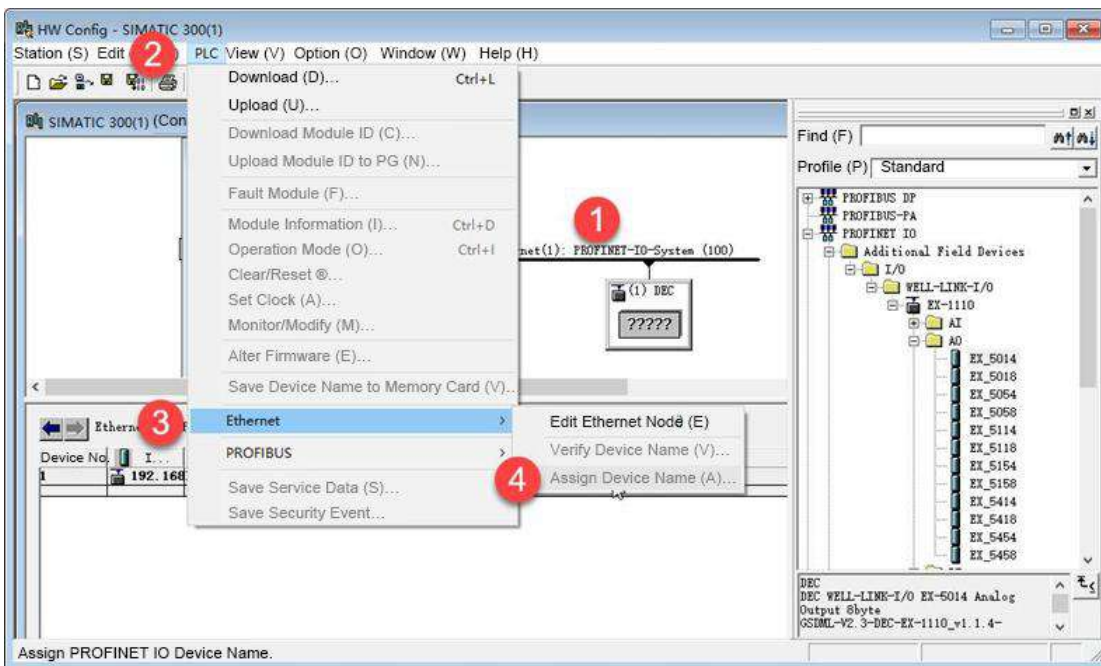 HW Config - SIMATIC 300(1)
Station (S) Edit PLC View (V) Option (O) Window (W) Help (H)
2
Download (D)... Ctrl+L
Upload (U)...
Download Module ID (C)...
Upload Module ID to PG (N)...
Fault Module (F)...
Module Information (I)... Ctrl+D
Operation Mode (O)... Ctrl+I
Clear/Reset ®...
Set Clock (A)...
Monitor/Modify (M)...
Alter Firmware (E)...
Save Device Name to Memory Card (V)..
Ethernet >
PROFIBUS >
Save Service Data (S)...
Save Security Event...
3
Edit Ethernet Node (E)
Verify Device Name (V)...
Assign Device Name (A)...
4
SIMATIC 300(1) (Con
1
net(1): PROFINET-IO-System (100)
(1) DEC
?????
Ethern
Device No. I...
1 192.168
Find (F)
Profile (P) Standard
PROFIBUS DP
PROFIBUS-PA
PROFINET IO
Additional Field Devices
I/O
WELL-LINK-I/O
EX-1110
AI
AO
EX_5014
EX_5018
EX_5054
EX_5058
EX_5114
EX_5118
EX_5154
EX_5158
EX_5414
EX_5418
EX_5454
EX_5458
DEC
DEC WELL-LINK-I/O EX-5014 Analog
Output 8byte
GSDML-V2.3-DEC-EX-1110_v1.1.4-
Assign PROFINET IO Device Name.